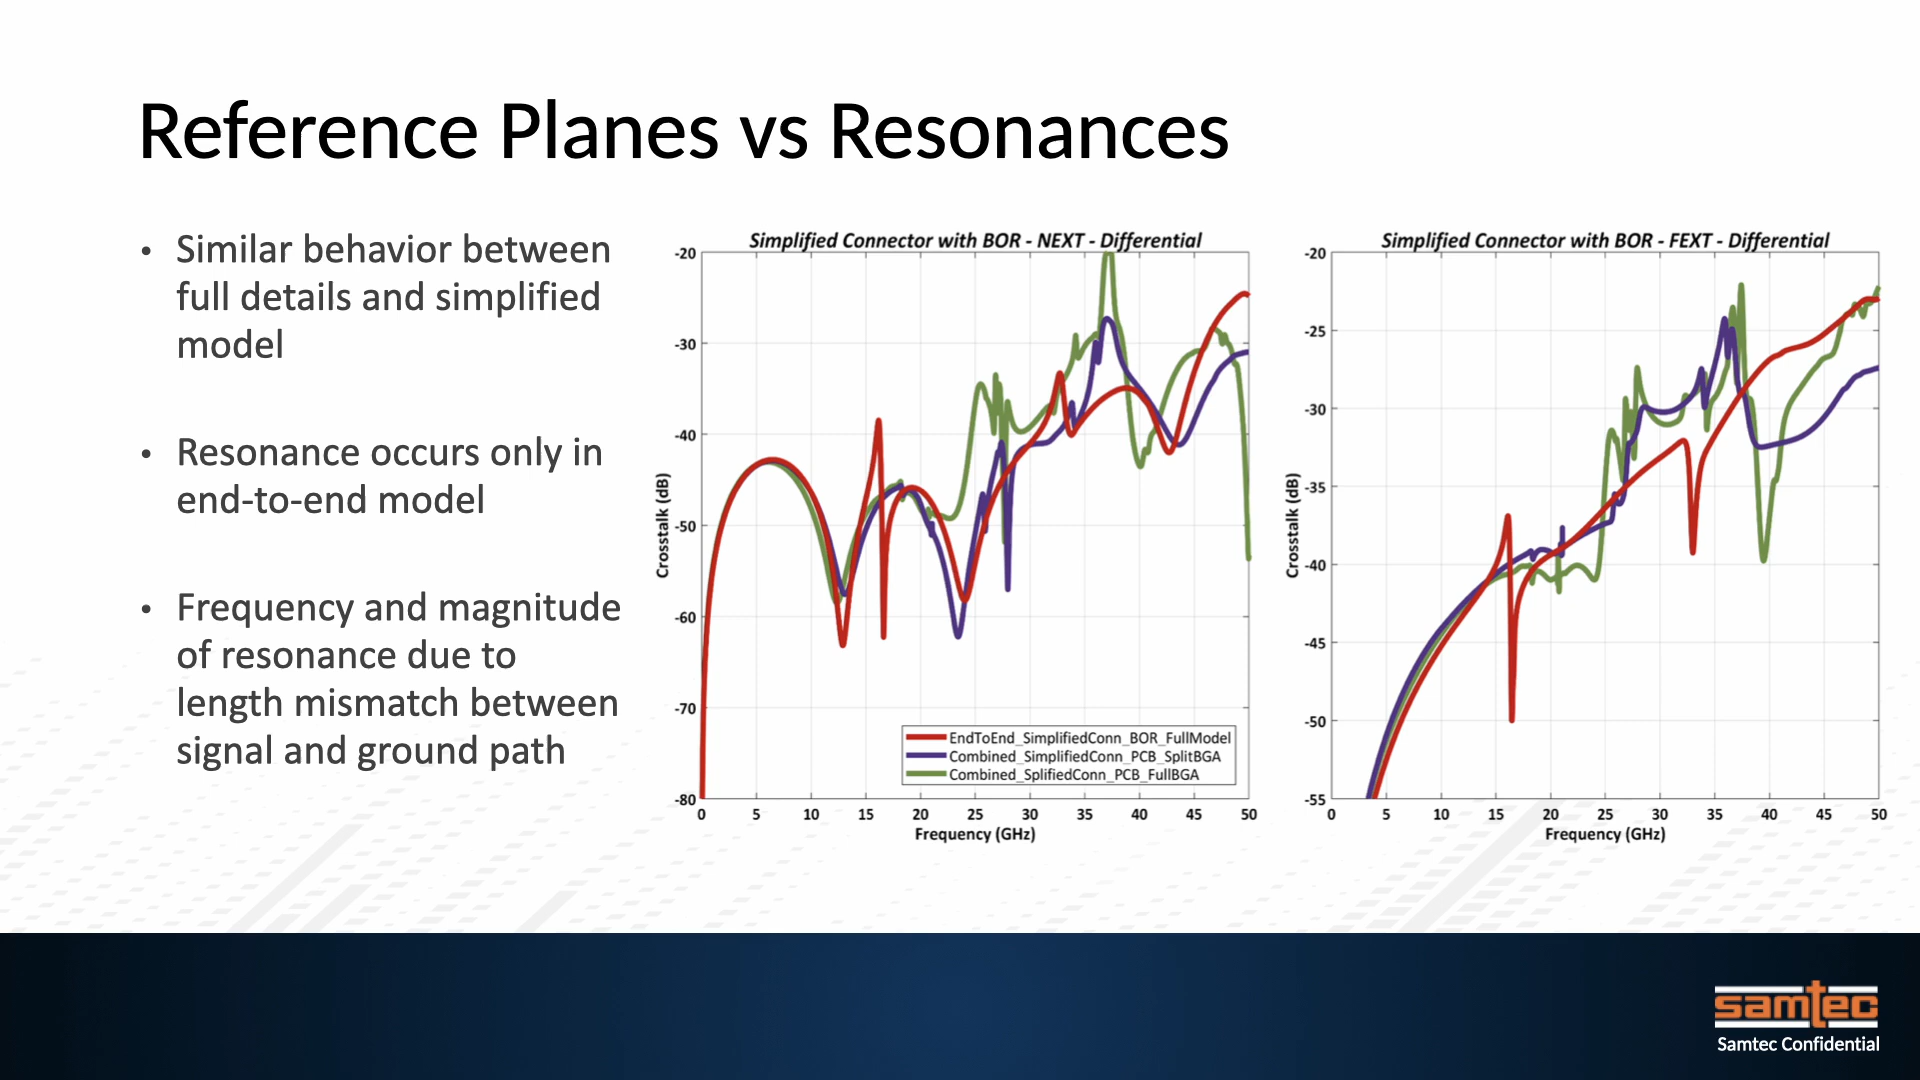 Reference Planes vs Resonances
• Similar behavior between
full details and simplified
model
• Resonance occurs only in
end-to-end model
• Frequency and magnitude
of resonance due to
length mismatch between
signal and ground path
Simplified Connector with BOR - NEXT - Differential
-20
-30
-40
-50
-60
-70
-80
Crosstalk (dB)
EndToEnd_SimplifiedConn_BOR_FullModel
Combined_SimplifiedConn_PCB_SplitBGA
Combined_SplifiedConn_PCB_FullBGA
0 5 10 15 20 25 30 35 40 45 50
Frequency (GHz)
Simplified Connector with BOR - FEXT - Differential
-20
-25
-30
-35
-40
-45
-50
-55
Crosstalk (dB)
0 5 10 15 20 25 30 35 40 45 50
Frequency (GHz)
samtec
Samtec Confidential